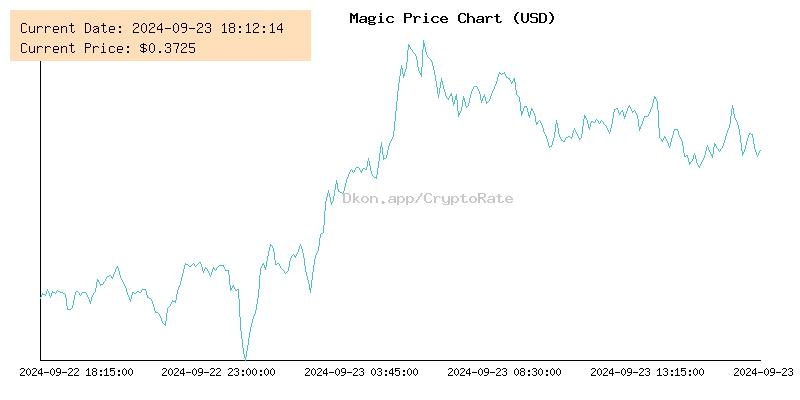 Magic Price Chart (USD)
Current Date: 2024-09-23 18:12:14
Current Price: $0.3725
Dkon.app/CryptoRate
2024-09-22 18:15:00 2024-09-22 23:00:00 2024-09-23 03:45:00 2024-09-23 08:30:00 2024-09-23 13:15:00 2024-09-23